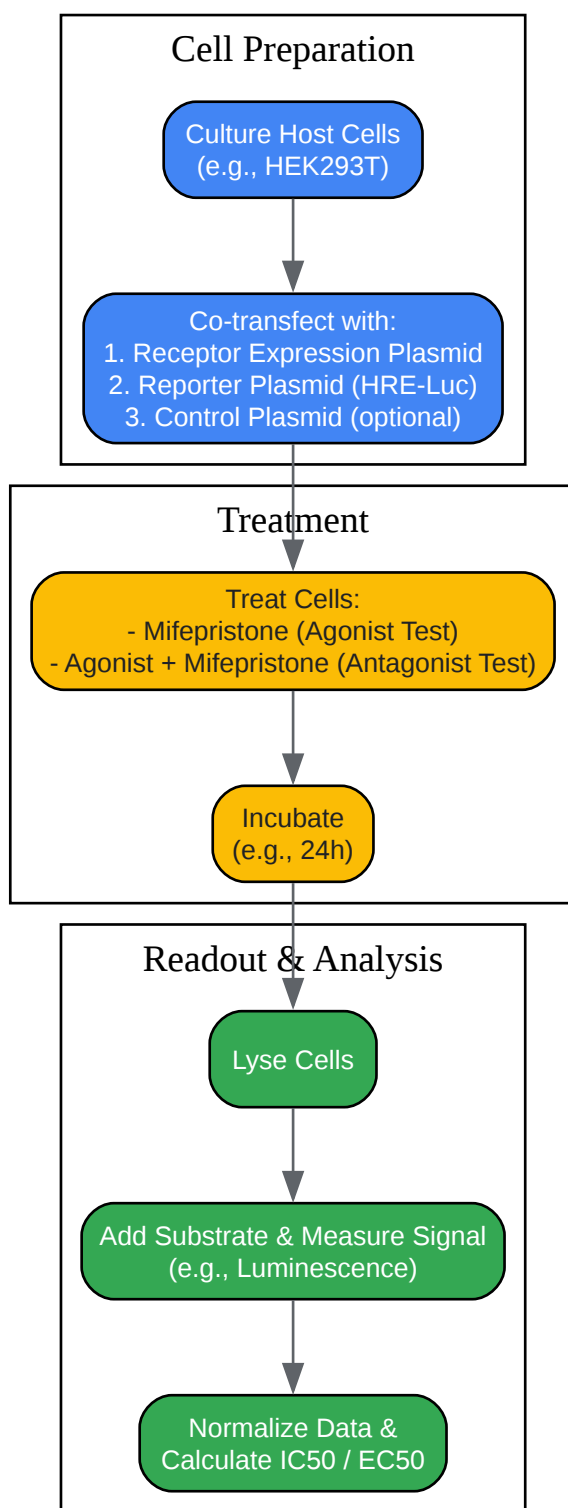 Cell Preparation
Culture Host Cells
(e.g., HEK293T)
Co-transfect with:
1. Receptor Expression Plasmid
2. Reporter Plasmid (HRE-Luc)
3. Control Plasmid (optional)
Treatment
Treat Cells:
- Mifepristone (Agonist Test)
- Agonist + Mifepristone (Antagonist Test)
Incubate
(e.g., 24h)
Readout & Analysis
Lyse Cells
Add Substrate & Measure Signal
(e.g., Luminescence)
Normalize Data &
Calculate IC50 / EC50